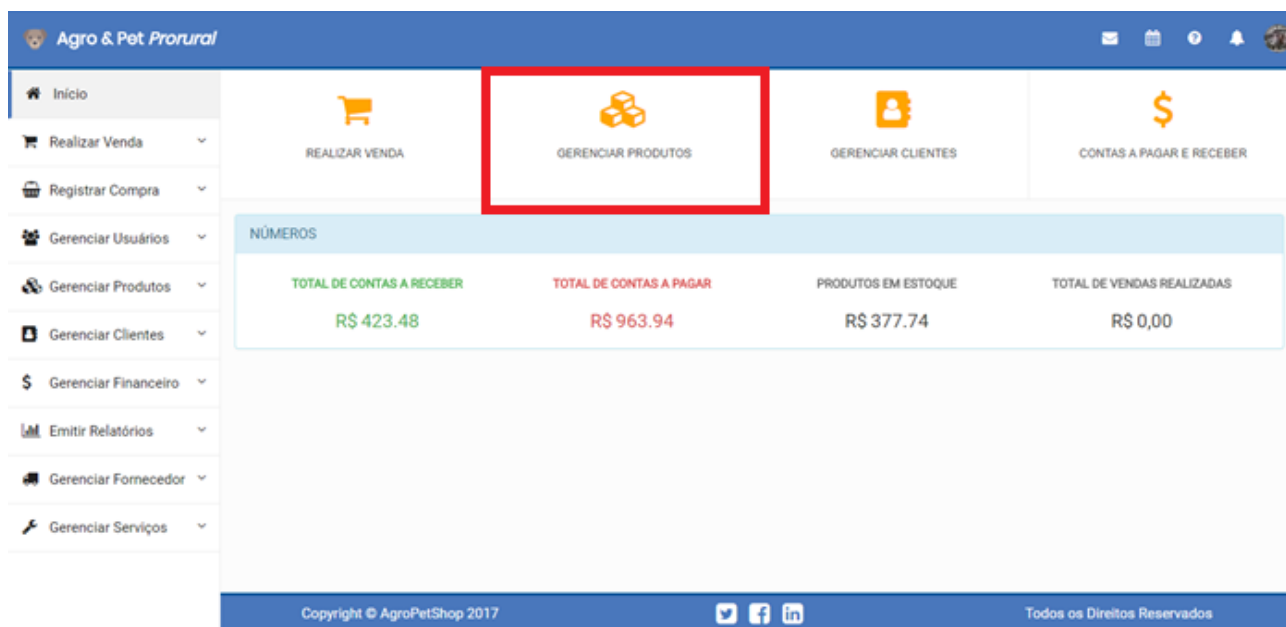 Agro & Pet Prorural
Início
Realizar Venda
Registrar Compra
Gerenciar Usuários
Gerenciar Produtos
Gerenciar Clientes
$ Gerenciar Financeiro
Emitir Relatórios
Gerenciar Fornecedor
Gerenciar Serviços
REALIZAR VENDA
GERENCIAR PRODUTOS
GERENCIAR CLIENTES
$
CONTAS A PAGAR E RECEBER
NÚMEROS
TOTAL DE CONTAS A RECEBER
R$ 423.48
TOTAL DE CONTAS A PAGAR
R$ 963.94
PRODUTOS EM ESTOQUE
R$ 377.74
TOTAL DE VENDAS REALIZADAS
R$ 0,00
Copyright © AgroPetShop 2017
Todos os Direitos Reservados